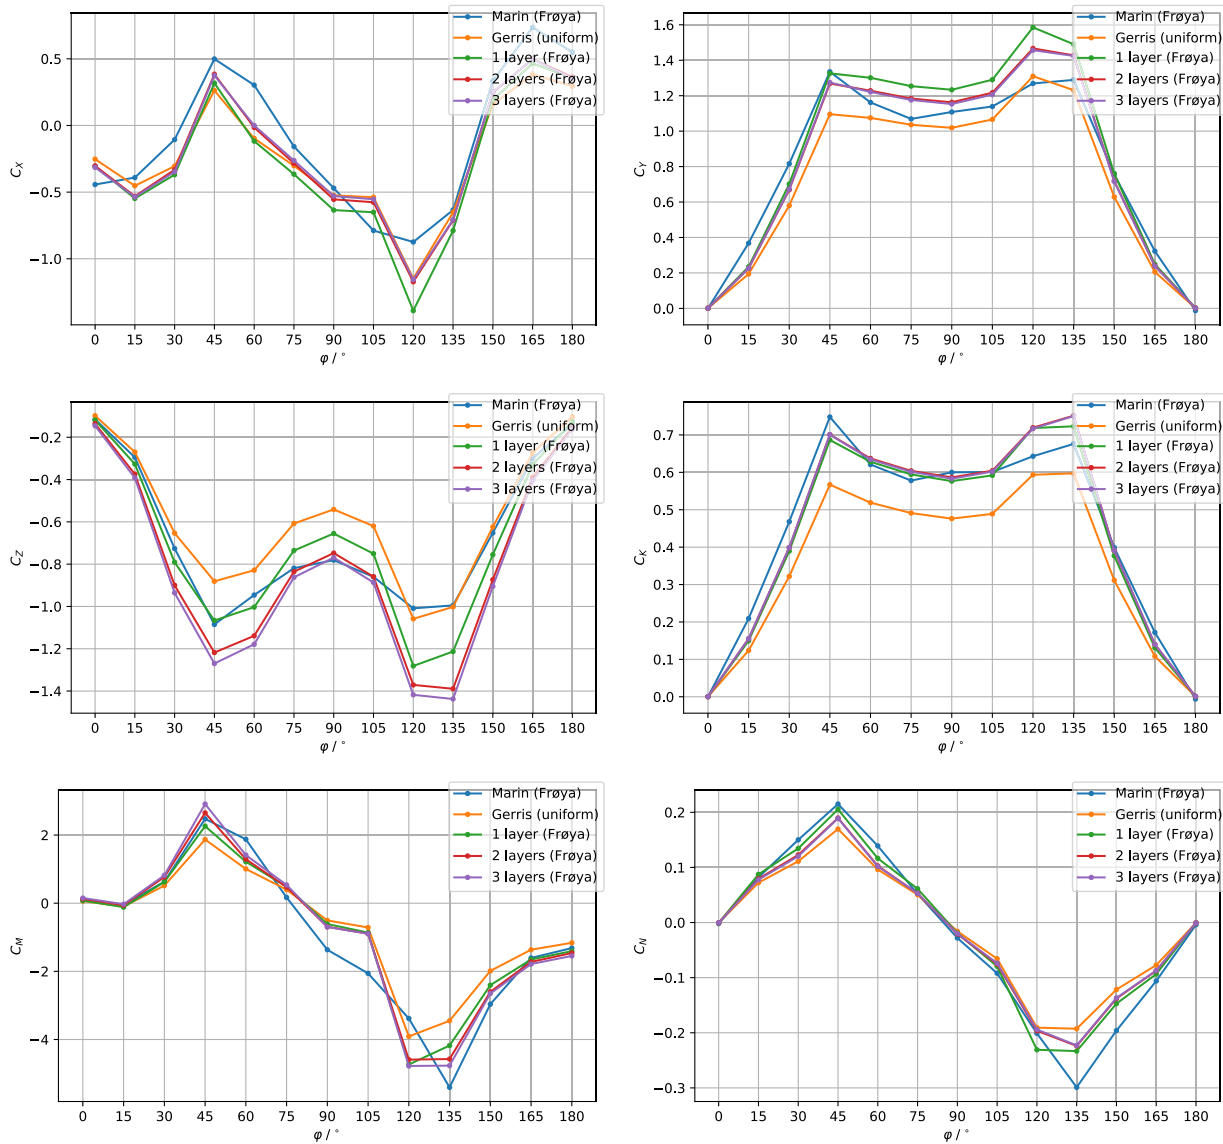 Marin (Frøya)
Gerris (uniform)
1 layer (Frøya)
2 layers (Frøya)
3 layers (Frøya)
0.5
0.0
−0.5
−1.0
C_X
0 15 30 45 60 75 90 105 120 135 150 165 180
φ / °
Marin (Frøya)
Gerris (uniform)
1 layer (Frøya)
2 layers (Frøya)
3 layers (Frøya)
1.6
1.4
1.2
1.0
0.8
0.6
0.4
0.2
0.0
C_Y
0 15 30 45 60 75 90 105 120 135 150 165 180
φ / °
Marin (Frøya)
Gerris (uniform)
1 layer (Frøya)
2 layers (Frøya)
3 layers (Frøya)
−0.2
−0.4
−0.6
−0.8
−1.0
−1.2
−1.4
C_Z
0 15 30 45 60 75 90 105 120 135 150 165 180
φ / °
Marin (Frøya)
Gerris (uniform)
1 layer (Frøya)
2 layers (Frøya)
3 layers (Frøya)
0.7
0.6
0.5
0.4
0.3
0.2
0.1
0.0
C_K
0 15 30 45 60 75 90 105 120 135 150 165 180
φ / °
Marin (Frøya)
Gerris (uniform)
1 layer (Frøya)
2 layers (Frøya)
3 layers (Frøya)
2
0
−2
−4
C_M
0 15 30 45 60 75 90 105 120 135 150 165 180
φ / °
Marin (Frøya)
Gerris (uniform)
1 layer (Frøya)
2 layers (Frøya)
3 layers (Frøya)
0.2
0.1
0.0
−0.1
−0.2
−0.3
C_N
0 15 30 45 60 75 90 105 120 135 150 165 180
φ / °